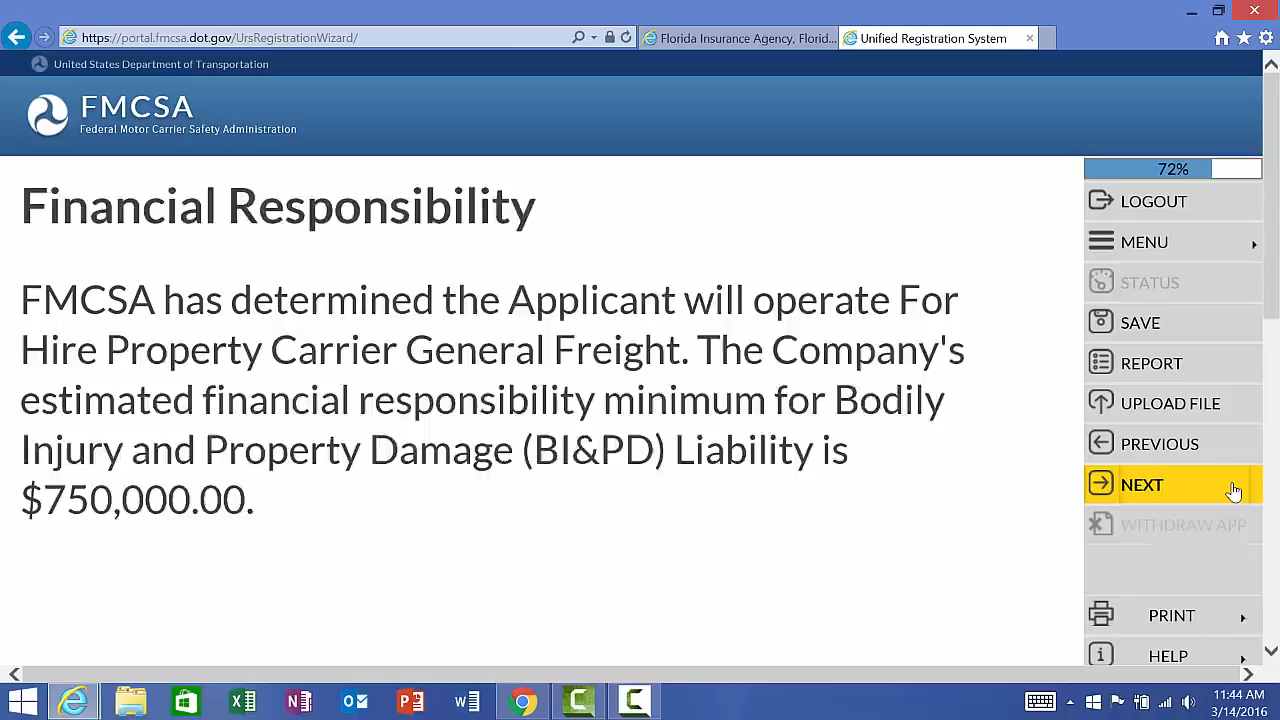 https://portal.fmcsa.dot.gov/UrsRegistrationWizard/
Florida Insurance Agency, Florid...
Unified Registration System
United States Department of Transportation
FMCSA
Federal Motor Carrier Safety Administration
72%
Financial Responsibility
FMCSA has determined the Applicant will operate For
Hire Property Carrier General Freight. The Company's
estimated financial responsibility minimum for Bodily
Injury and Property Damage (BI&PD) Liability is
$750,000.00.
LOGOUT
MENU
STATUS
SAVE
REPORT
UPLOAD FILE
PREVIOUS
NEXT
WITHDRAW APP
PRINT
HELP
11:44 AM
3/14/2016